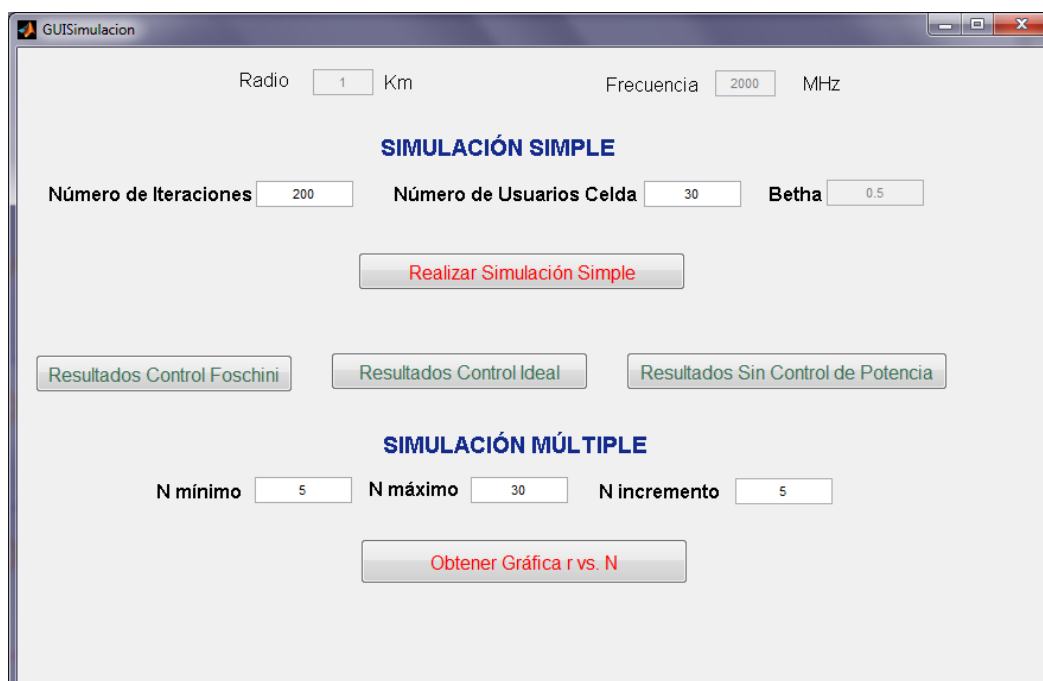 GUISimulacion
Radio 1 Km Frecuencia 2000 MHz
SIMULACIÓN SIMPLE
Número de Iteraciones 200 Número de Usuarios Celda 30 Betha 0.5
Realizar Simulación Simple
Resultados Control Foschini Resultados Control Ideal Resultados Sin Control de Potencia
SIMULACIÓN MÚLTIPLE
N mínimo 5 N máximo 30 N incremento 5
Obtener Gráfica r vs. N